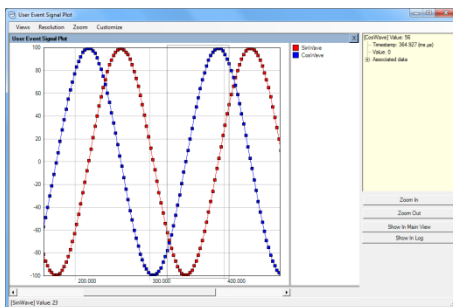 User Event Signal Plot
Views Resolution Zoom Customize
User Event Signal Plot X
SinWave
CosWave
100
80
60
40
20
0
-20
-40
-60
-80
-100
200.000 300.000 400.000
[CosWave] Value: 56
Timestamp: 364.927 (ms.µs)
Value: 0
Associated data
Zoom In
Zoom Out
Show In Main View
Show In Log
[SinWave] Value 23